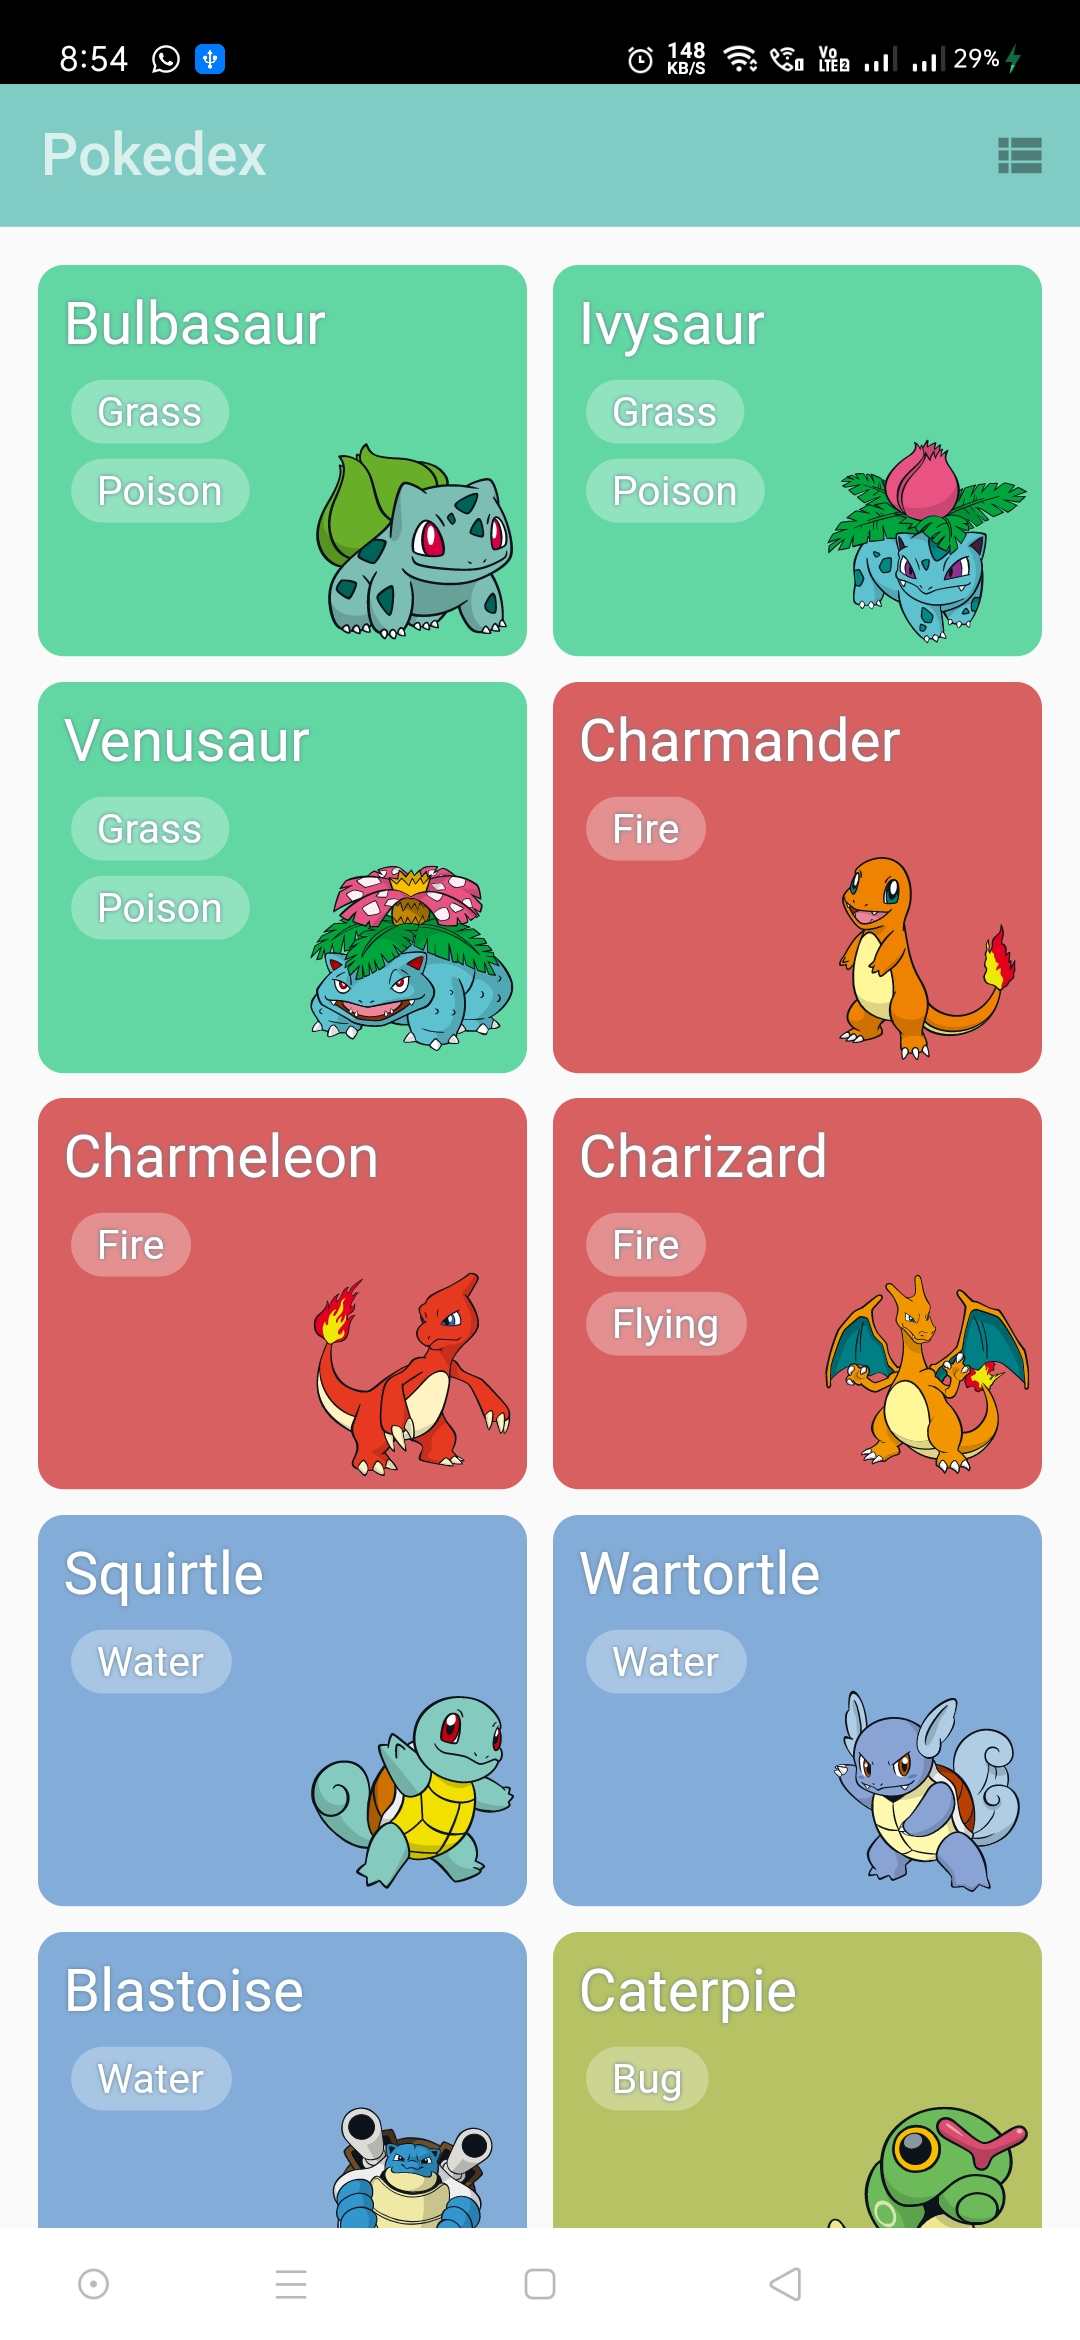 8:54 148 KB/S Vo LTE2 29%
Pokedex
Bulbasaur
Grass
Poison
Ivysaur
Grass
Poison
Venusaur
Grass
Poison
Charmander
Fire
Charmeleon
Fire
Charizard
Fire
Flying
Squirtle
Water
Wartortle
Water
Blastoise
Water
Caterpie
Bug